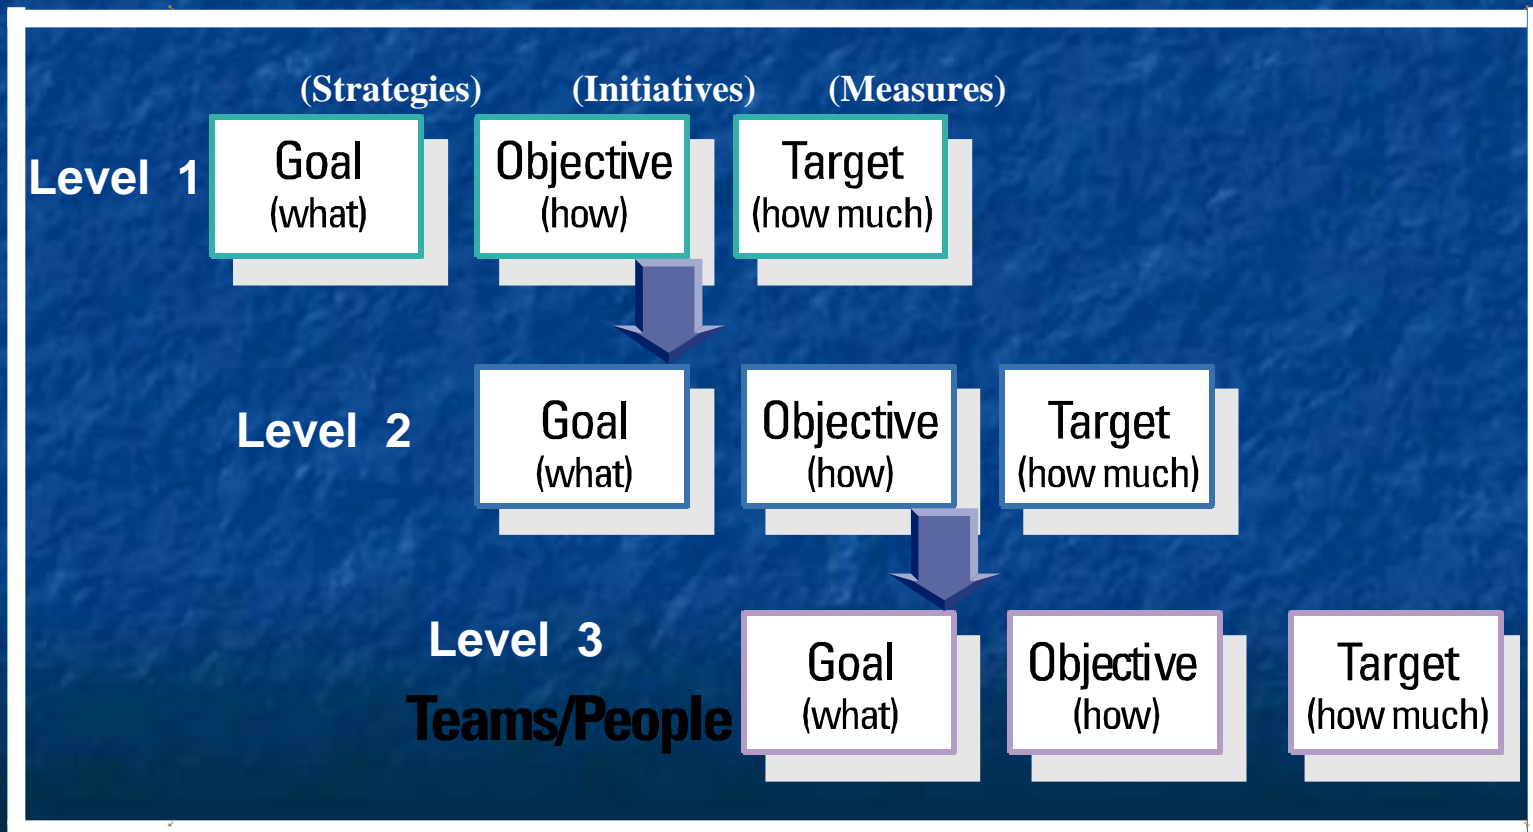 (Strategies) (Initiatives) (Measures)
Level 1
Goal
(what)
Objective
(how)
Target
(how much)
Level 2
Goal
(what)
Objective
(how)
Target
(how much)
Level 3
Teams/People
Goal
(what)
Objective
(how)
Target
(how much)